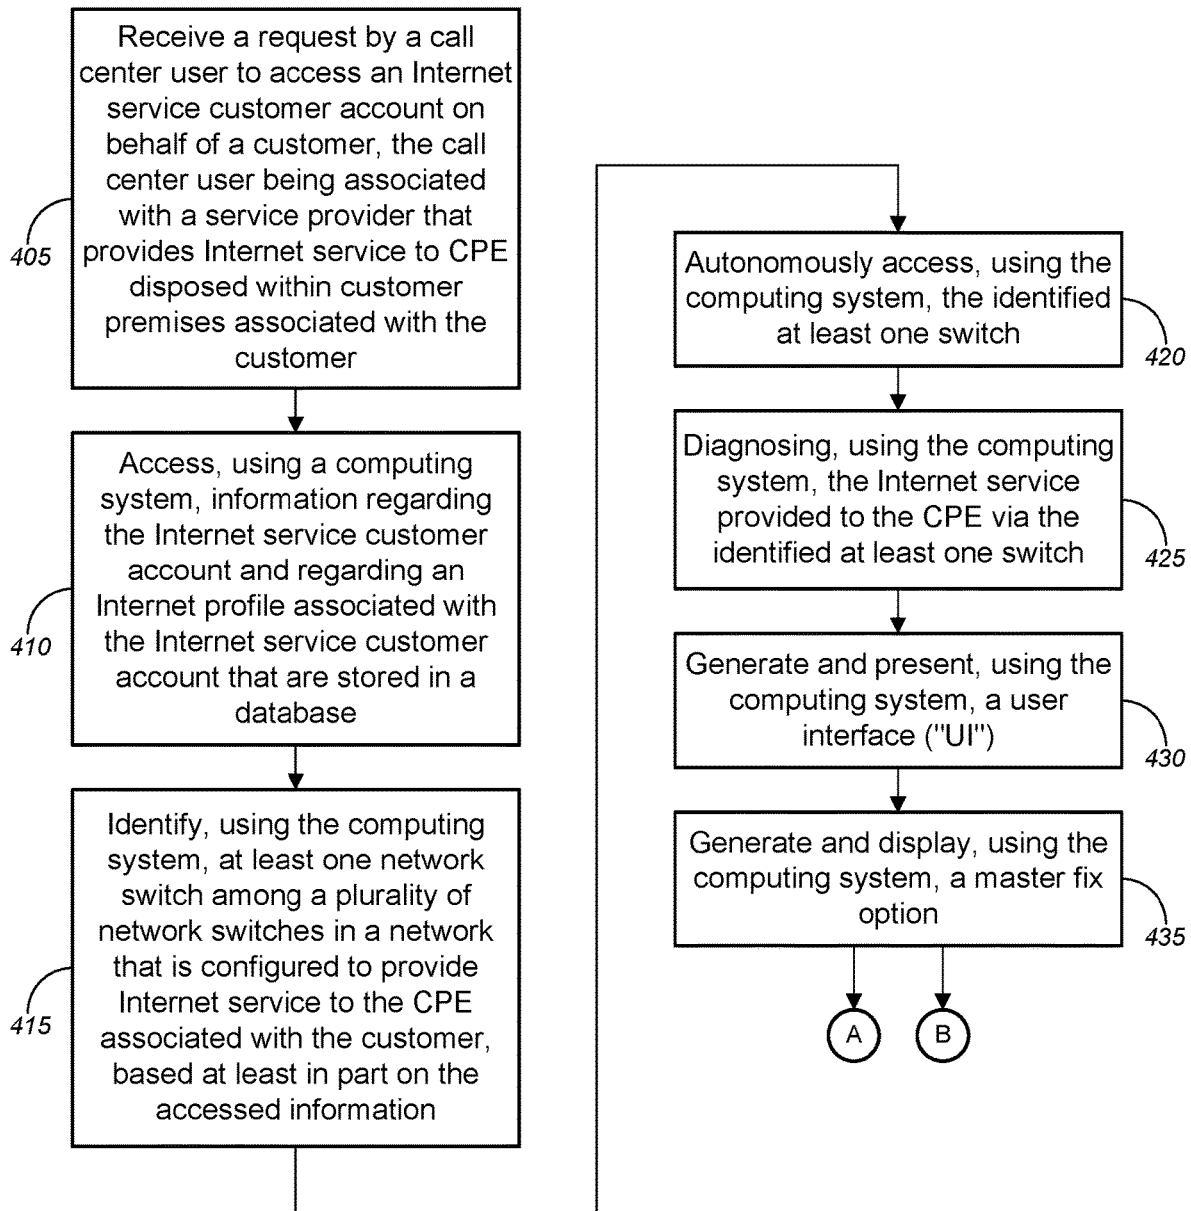 Receive a request by a call
center user to access an Internet
service customer account on
behalf of a customer, the call
center user being associated
with a service provider that
provides Internet service to CPE
disposed within customer
premises associated with the
customer
405
Access, using a computing
system, information regarding
the Internet service customer
account and regarding an
Internet profile associated with
the Internet service customer
account that are stored in a
database
410
Identify, using the computing
system, at least one network
switch among a plurality of
network switches in a network
that is configured to provide
Internet service to the CPE
associated with the customer,
based at least in part on the
accessed information
415
Autonomously access, using the
computing system, the identified
at least one switch
420
Diagnosing, using the computing
system, the Internet service
provided to the CPE via the
identified at least one switch
425
Generate and present, using the
computing system, a user
interface ("UI")
430
Generate and display, using the
computing system, a master fix
option
435
A
B